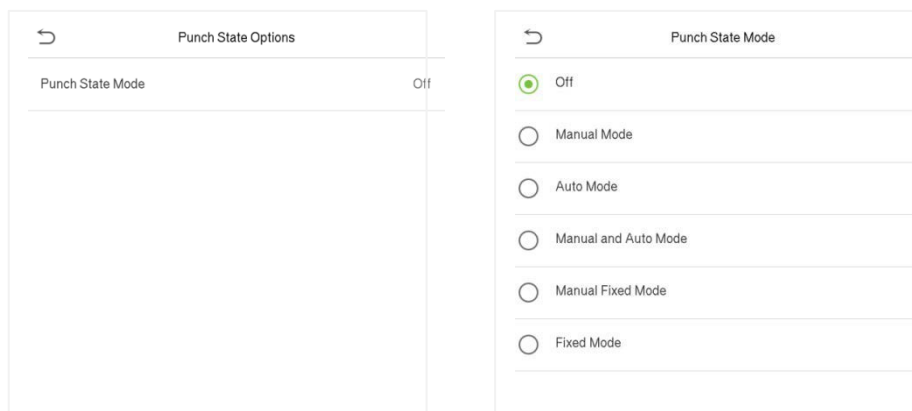 Punch State Options
Punch State Mode Off
Punch State Mode
Off
Manual Mode
Auto Mode
Manual and Auto Mode
Manual Fixed Mode
Fixed Mode